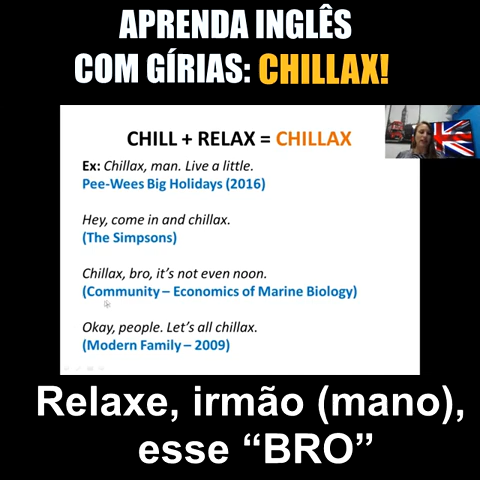 APRENDA INGLÊS
COM GÍRIAS: CHILLAX!
CHILL + RELAX = CHILLAX
Ex: Chillax, man. Live a little.
Pee-Wees Big Holidays (2016)
Hey, come in and chillax.
(The Simpsons)
Chillax, bro, it's not even noon.
(Community – Economics of Marine Biology)
Okay, people. Let's all chillax.
(Modern Family – 2009)
Relaxe, irmão (mano),
esse “BRO”